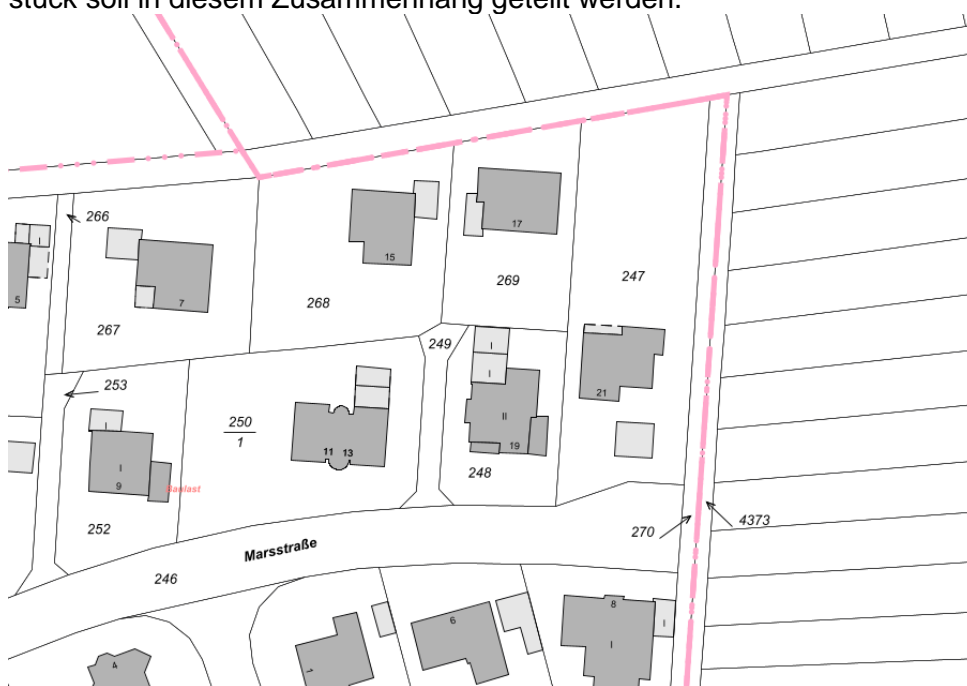 stück soll in diesem Zusammenhang geteilt werden.
266
I
5
7
267
15
268
17
269
247
249
253
250
1
I
I
II
19
21
I
I
9
11 13
Baulast
248
252
Marsstraße
246
270
4373
4
1
6
8
I
I